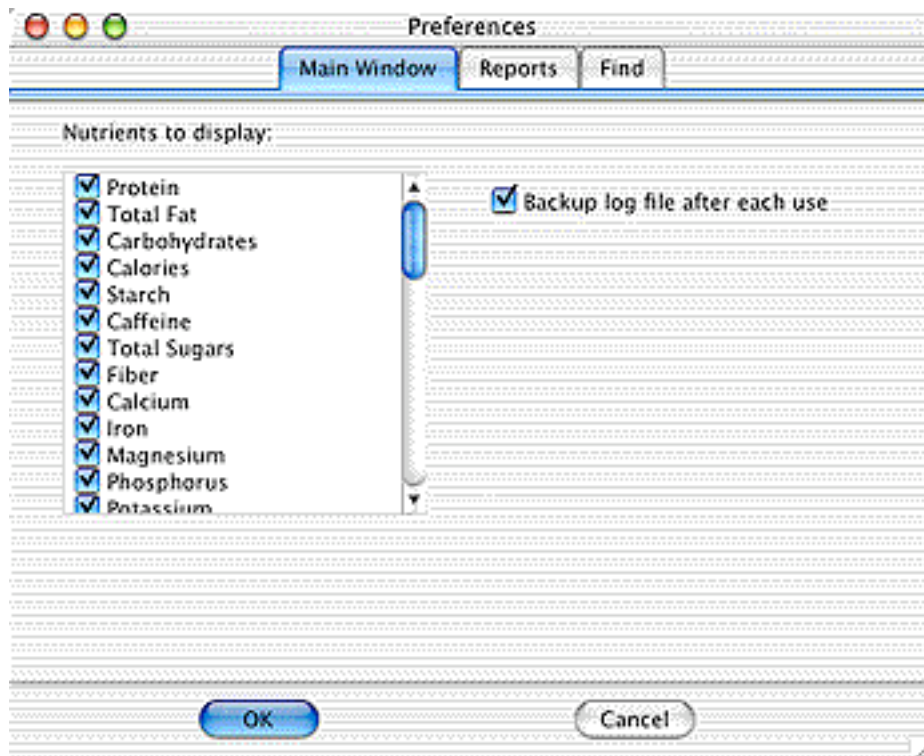 Preferences
Main Window Reports Find
Nutrients to display:
Protein
Total Fat
Carbohydrates
Calories
Starch
Caffeine
Total Sugars
Fiber
Calcium
Iron
Magnesium
Phosphorus
Potassium
Backup log file after each use
OK Cancel